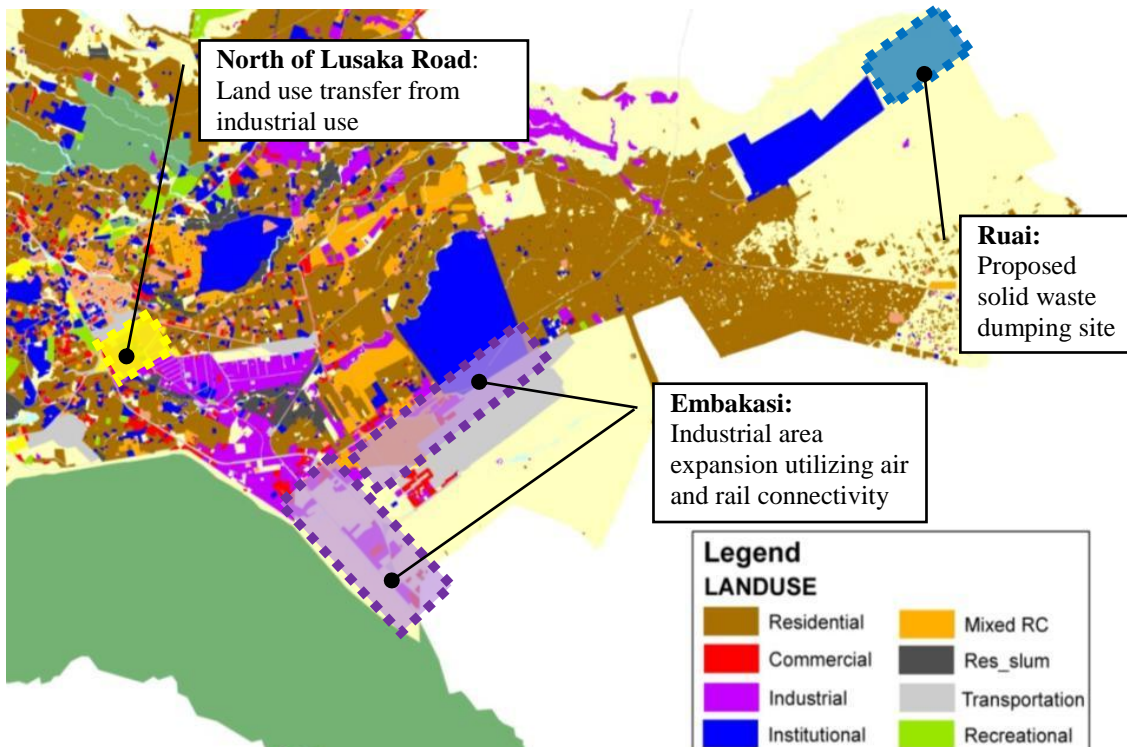 North of Lusaka Road:
Land use transfer from
industrial use
Ruai:
Proposed
solid waste
dumping site
Embakasi:
Industrial area
expansion utilizing air
and rail connectivity
Legend
LANDUSE
Residential
Commercial
Industrial
Institutional
Mixed RC
Res_slum
Transportation
Recreational